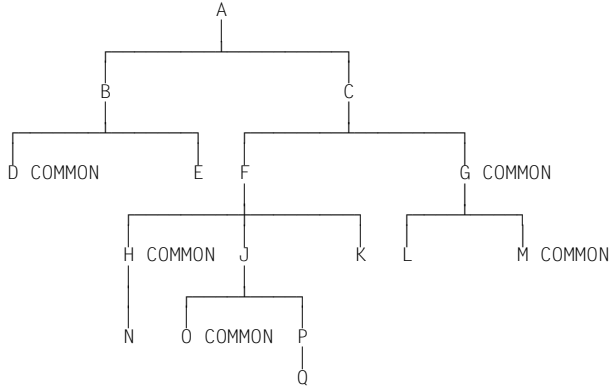 A
B C
D COMMON E F G COMMON
H COMMON J K L M COMMON
N O COMMON P
Q